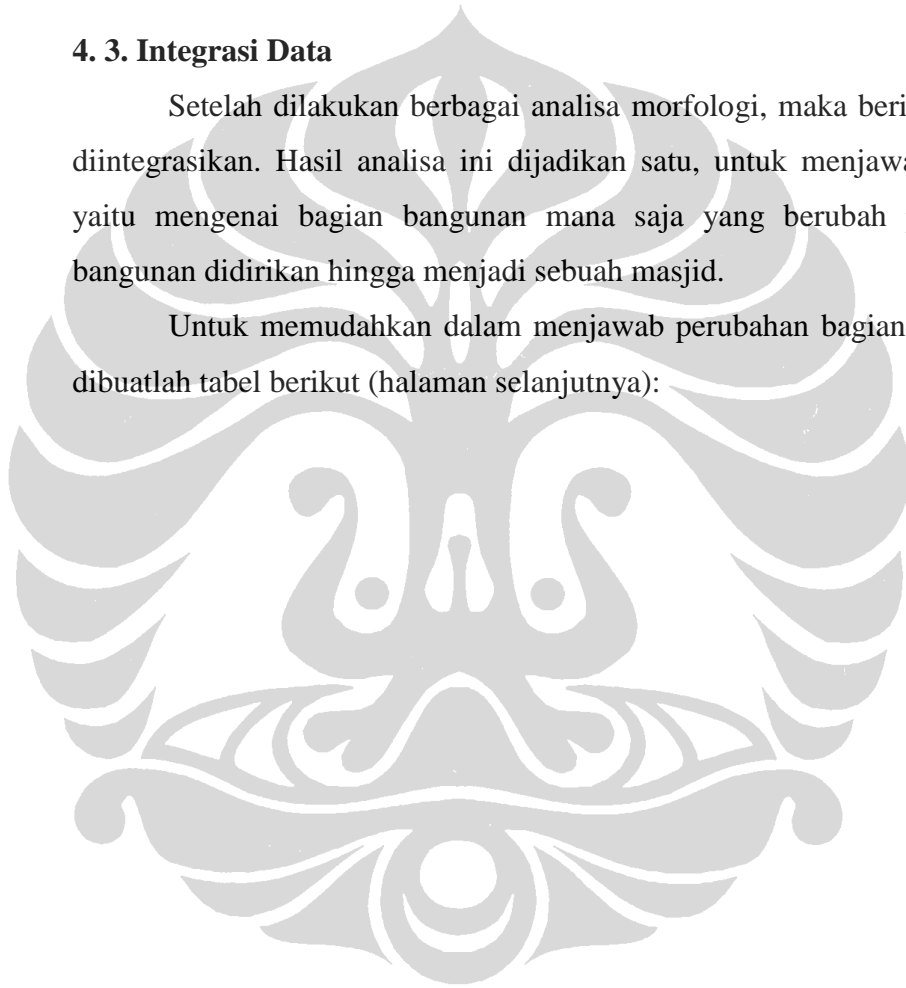 4. 3. Integrasi Data
Setelah dilakukan berbagai analisa morfologi, maka
diintegrasikan. Hasil analisa ini dijadikan satu, untuk
yaitu mengenai bagian bangunan mana saja yang berubah
bangunan didirikan hingga menjadi sebuah masjid.
Untuk memudahkan dalam menjawab perubahan bagian
dibuatlah tabel berikut (halaman selanjutnya):